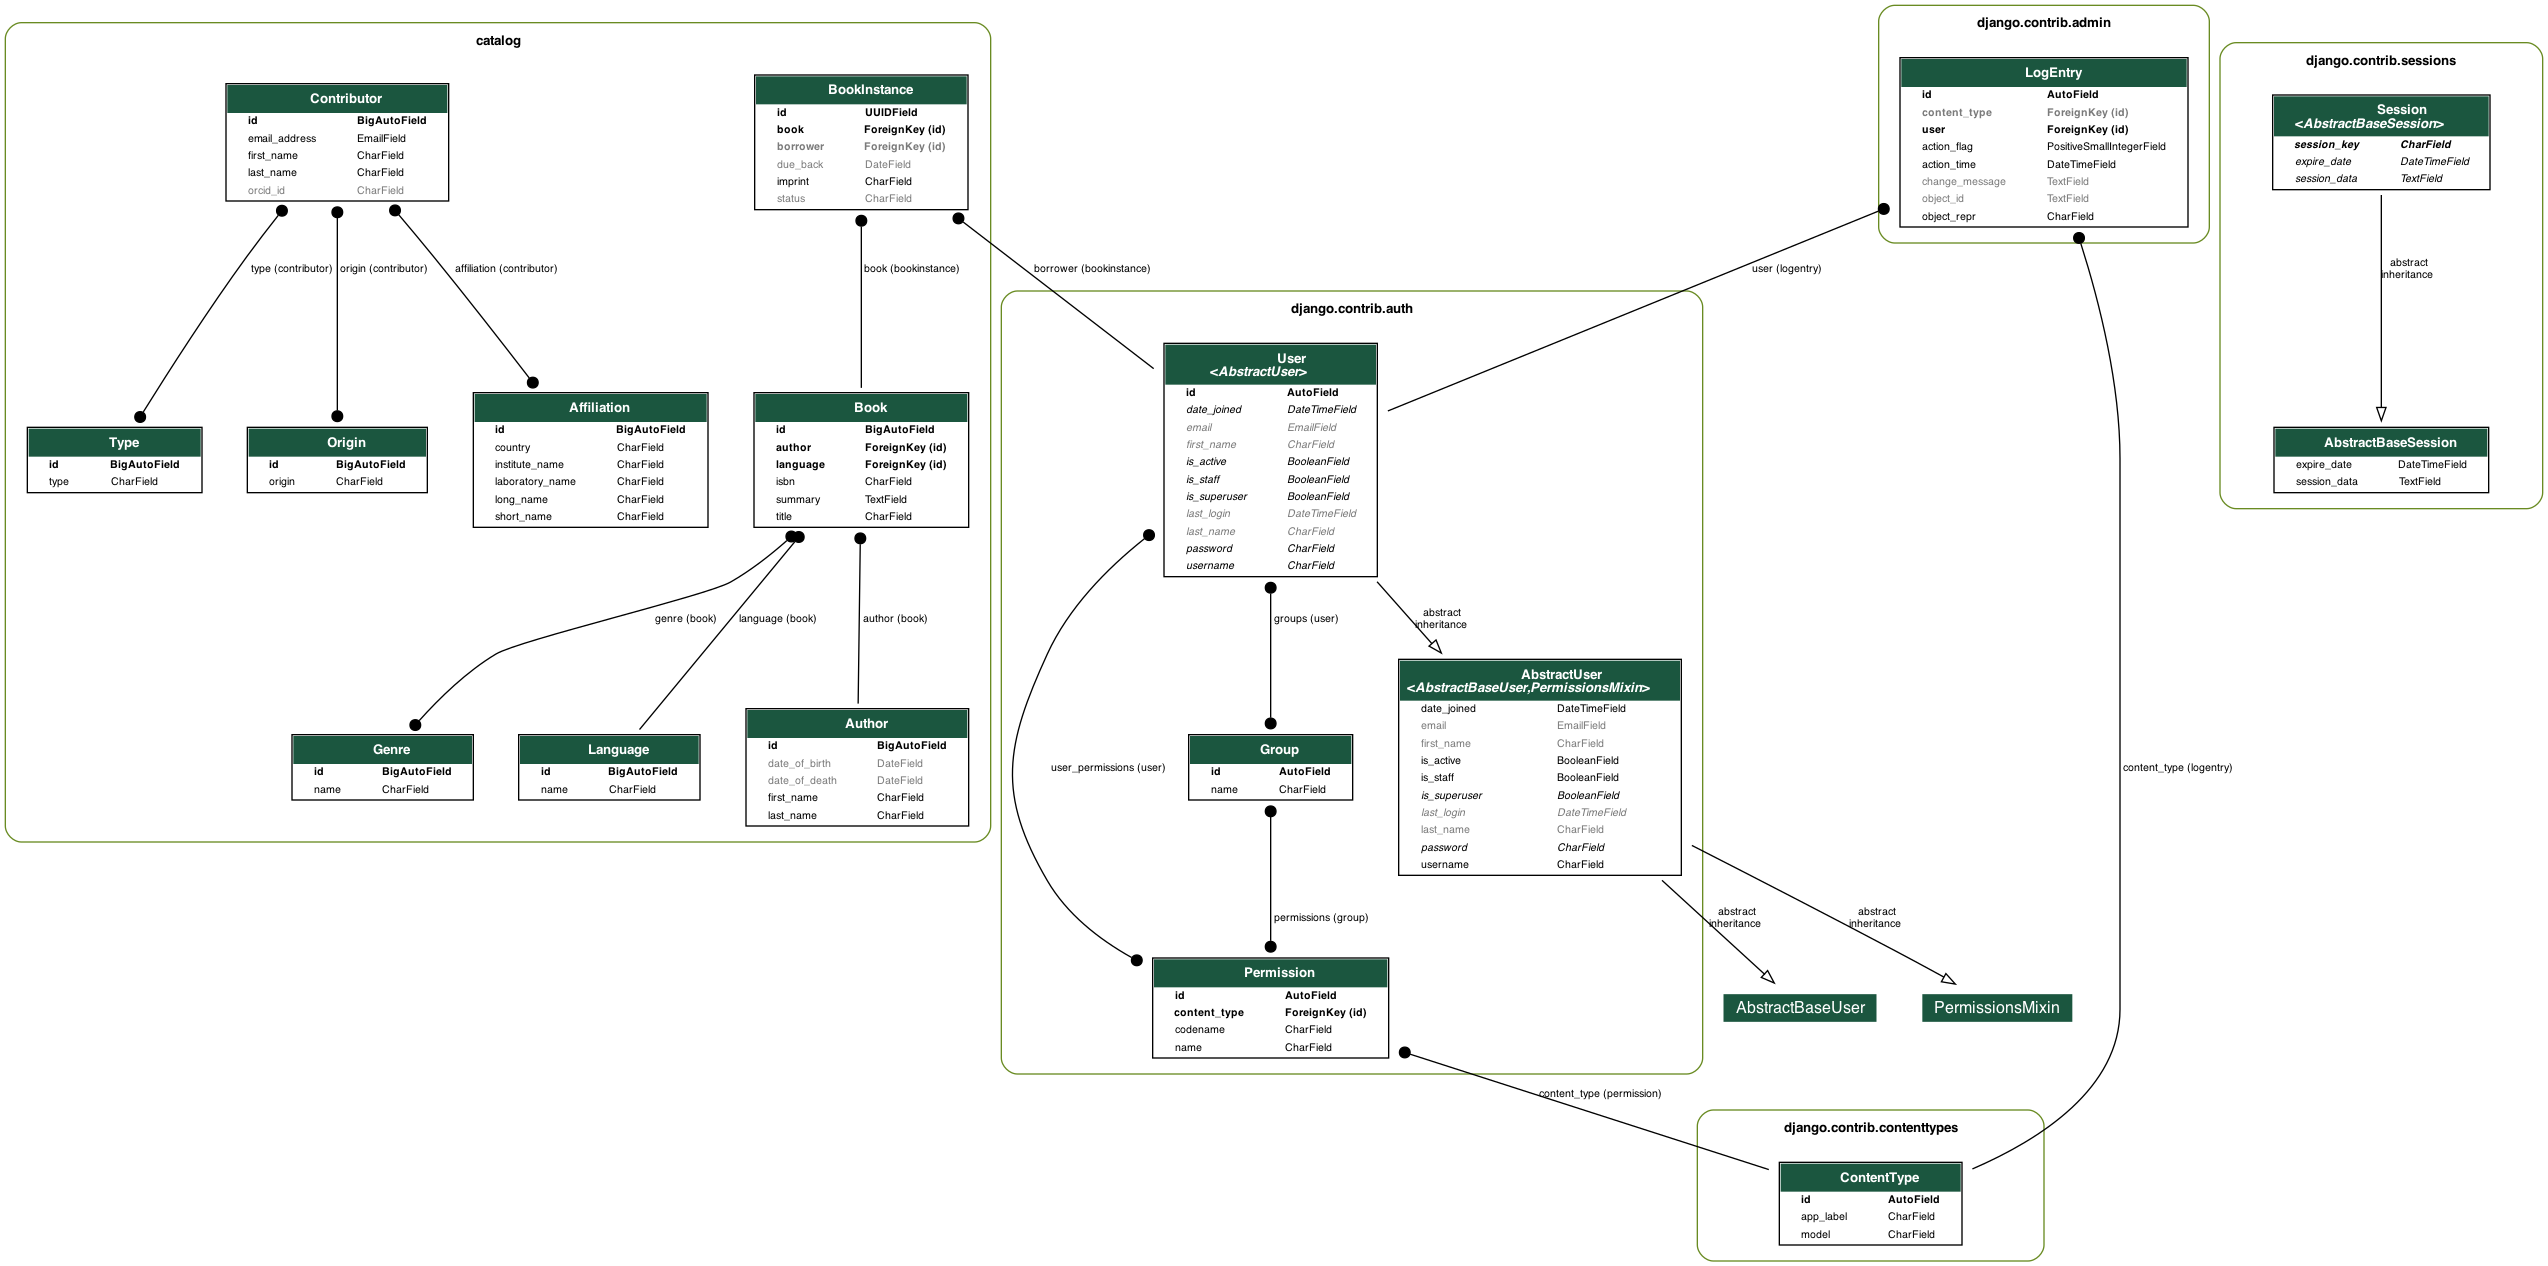 catalog
Contributor
id BigAutoField
email_address EmailField
first_name CharField
last_name CharField
orcid_id CharField
BookInstance
id UUIDField
book ForeignKey (id)
borrower ForeignKey (id)
due_back DateField
imprint CharField
status CharField
type (contributor)
origin (contributor)
affiliation (contributor)
book (bookinstance)
borrower (bookinstance)
Type
id BigAutoField
type CharField
Origin
id BigAutoField
origin CharField
Affiliation
id BigAutoField
country CharField
institute_name CharField
laboratory_name CharField
long_name CharField
short_name CharField
Book
id BigAutoField
author ForeignKey (id)
language ForeignKey (id)
isbn CharField
summary TextField
title CharField
genre (book)
language (book)
author (book)
Genre
id BigAutoField
name CharField
Language
id BigAutoField
name CharField
Author
id BigAutoField
date_of_birth DateField
date_of_death DateField
first_name CharField
last_name CharField
django.contrib.admin
LogEntry
id AutoField
content_type ForeignKey (id)
user ForeignKey (id)
action_flag PositiveSmallIntegerField
action_time DateTimeField
change_message TextField
object_id TextField
object_repr CharField
user (logentry)
content_type (logentry)
django.contrib.sessions
Session
<AbstractBaseSession>
session_key CharField
expire_date DateTimeField
session_data TextField
abstract
inheritance
AbstractBaseSession
expire_date DateTimeField
session_data TextField
django.contrib.auth
User
<AbstractUser>
id AutoField
date_joined DateTimeField
email EmailField
first_name CharField
is_active BooleanField
is_staff BooleanField
is_superuser BooleanField
last_login DateTimeField
last_name CharField
password CharField
username CharField
groups (user)
abstract
inheritance
user_permissions (user)
AbstractUser
<AbstractBaseUser,PermissionsMixin>
date_joined DateTimeField
email EmailField
first_name CharField
is_active BooleanField
is_staff BooleanField
is_superuser BooleanField
last_login DateTimeField
last_name CharField
password CharField
username CharField
Group
id AutoField
name CharField
permissions (group)
abstract
inheritance
abstract
inheritance
Permission
id AutoField
content_type ForeignKey (id)
codename CharField
name CharField
AbstractBaseUser
PermissionsMixin
content_type (permission)
django.contrib.contenttypes
ContentType
id AutoField
app_label CharField
model CharField